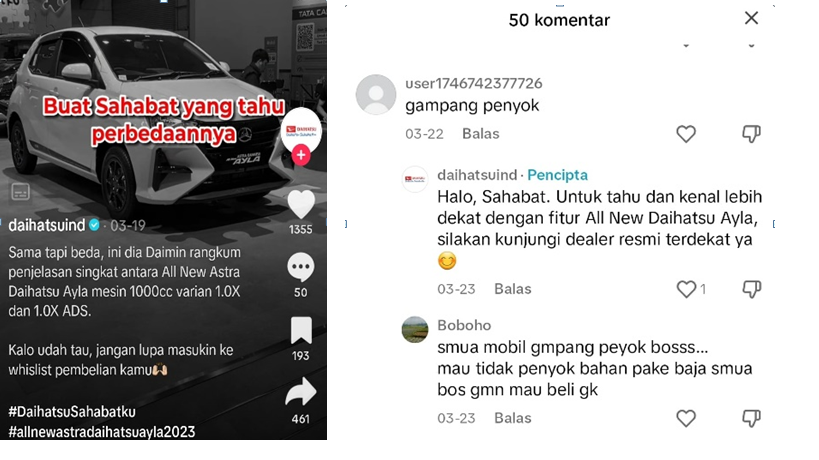 Buat Sahabat yang tahu
perbedaannya
ASTRA DAIHATSU
AYLA
DAIHATSU
1355
50
193
461
daihatsuind · 03-19
Sama tapi beda, ini dia Daimin rangkum
penjelasan singkat antara All New Astra
Daihatsu Ayla mesin 1000cc varian 1.0X
dan 1.0X ADS.
Kalo udah tau, jangan lupa masukin ke
whislist pembelian kamu🙌🏻
#DaihatsuSahabatku
#allnewastradaihatsuayla2023
50 komentar
user1746742377726
gampang penyok
03-22 Balas
daihatsuind · Pencipta
Halo, Sahabat. Untuk tahu dan kenal lebih
dekat dengan fitur All New Daihatsu Ayla,
silakan kunjungi dealer resmi terdekat ya
😊
03-23 Balas
1
Boboho
smua mobil gmpang peyok bosss...
mau tidak penyok bahan pake baja smua
bos gmn mau beli gk
03-23 Balas